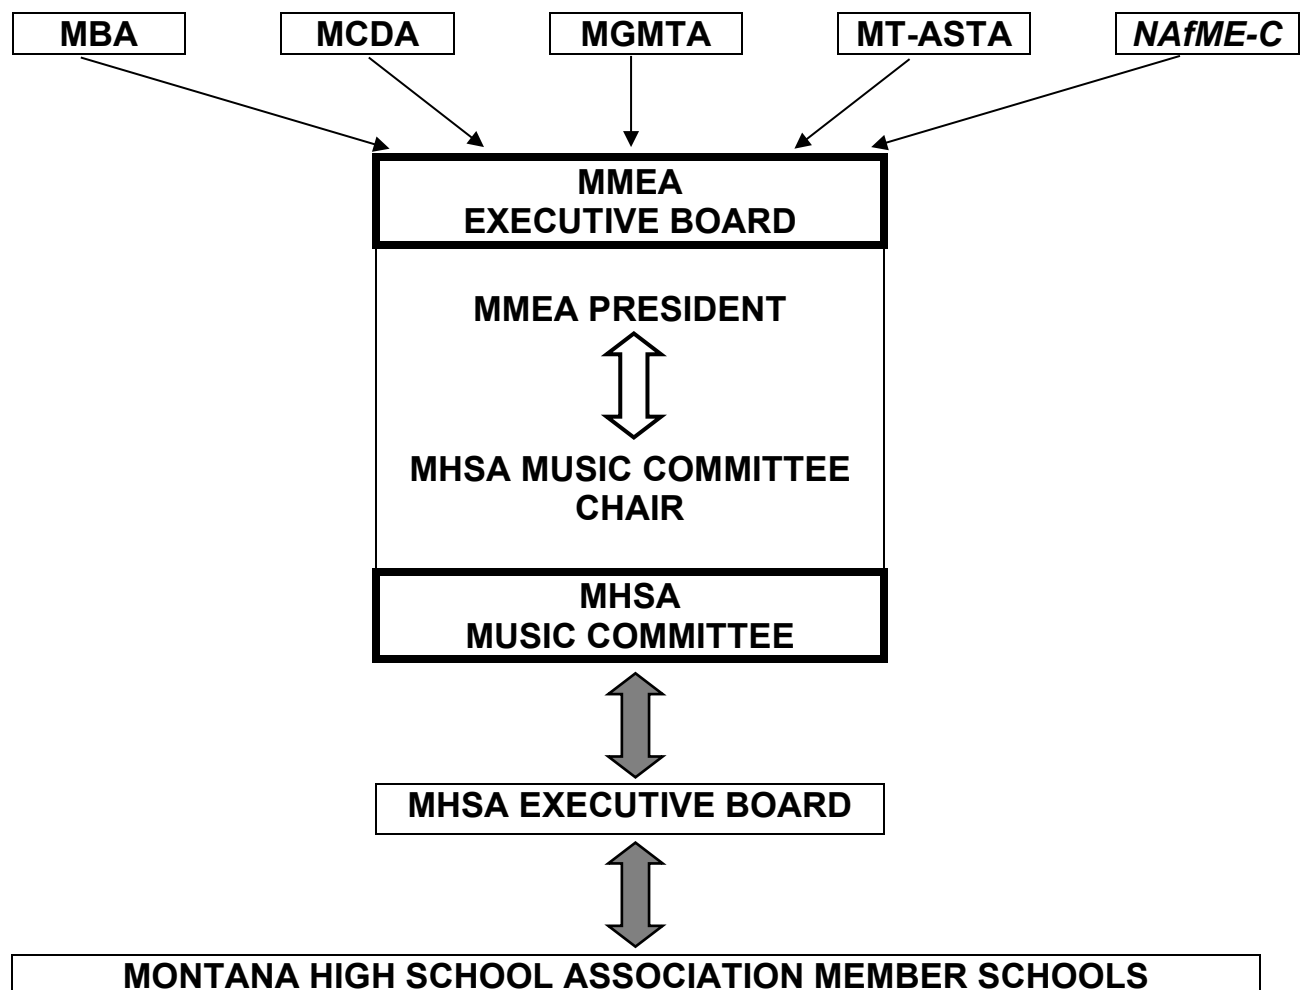 MBA
MCDA
MGMTA
MT-ASTA
NAfME-C
MMEA
EXECUTIVE BOARD
MMEA PRESIDENT
MHSA MUSIC COMMITTEE
CHAIR
MHSA
MUSIC COMMITTEE
MHSA EXECUTIVE BOARD
MONTANA HIGH SCHOOL ASSOCIATION MEMBER SCHOOLS